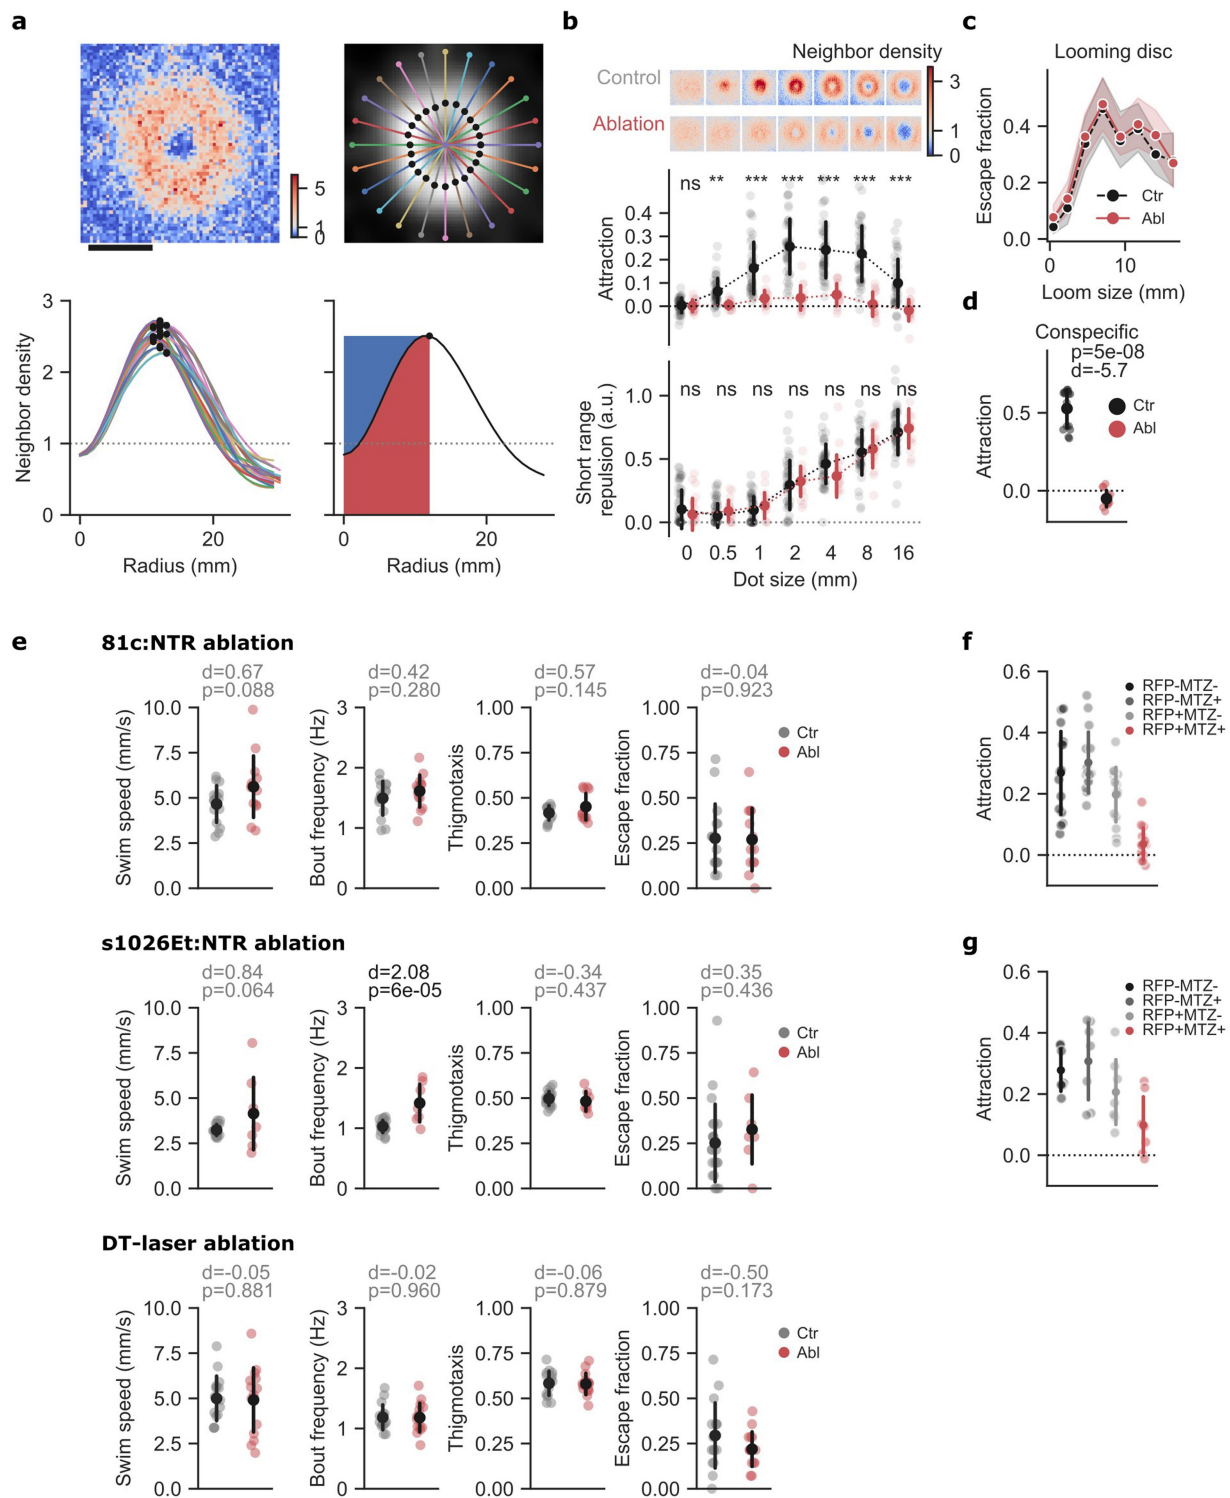 a
5
1
0
3
2
1
0
Neighbor density
0
20
Radius (mm)
0
20
Radius (mm)
b
Neighbor density
Control
Ablation
3
1
0
ns ** *** *** *** *** ***
0.4
0.3
0.2
0.1
0.0
Attraction
ns ns ns ns ns ns ns
1.0
0.5
0.0
Short range
repulsion (a.u.)
0 0.5 1 2 4 8 16
Dot size (mm)
c
Looming disc
Escape fraction
0.4
0.2
0.0
Ctr
Abl
0 10
Loom size (mm)
d
Conspecific
p=5e-08
d=-5.7
Attraction
0.5
0.0
Ctr
Abl
e
81c:NTR ablation
d=0.67
p=0.088
Swim speed (mm/s)
10.0
7.5
5.0
2.5
0.0
d=0.42
p=0.280
Bout frequency (Hz)
3
2
1
0
d=0.57
p=0.145
Thigmotaxis
1.00
0.75
0.50
0.25
0.00
d=-0.04
p=0.923
Escape fraction
1.00
0.75
0.50
0.25
0.00
Ctr
Abl
s1026Et:NTR ablation
d=0.84
p=0.064
Swim speed (mm/s)
10.0
7.5
5.0
2.5
0.0
d=2.08
p=6e-05
Bout frequency (Hz)
3
2
1
0
d=-0.34
p=0.437
Thigmotaxis
1.00
0.75
0.50
0.25
0.00
d=0.35
p=0.436
Escape fraction
1.00
0.75
0.50
0.25
0.00
Ctr
Abl
DT-laser ablation
d=-0.05
p=0.881
Swim speed (mm/s)
10.0
7.5
5.0
2.5
0.0
d=-0.02
p=0.960
Bout frequency (Hz)
3
2
1
0
d=-0.06
p=0.879
Thigmotaxis
1.00
0.75
0.50
0.25
0.00
d=-0.50
p=0.173
Escape fraction
1.00
0.75
0.50
0.25
0.00
Ctr
Abl
f
0.6
0.4
0.2
0.0
Attraction
RFP-MTZ-
RFP-MTZ+
RFP+MTZ-
RFP+MTZ+
g
0.6
0.4
0.2
0.0
Attraction
RFP-MTZ-
RFP-MTZ+
RFP+MTZ-
RFP+MTZ+